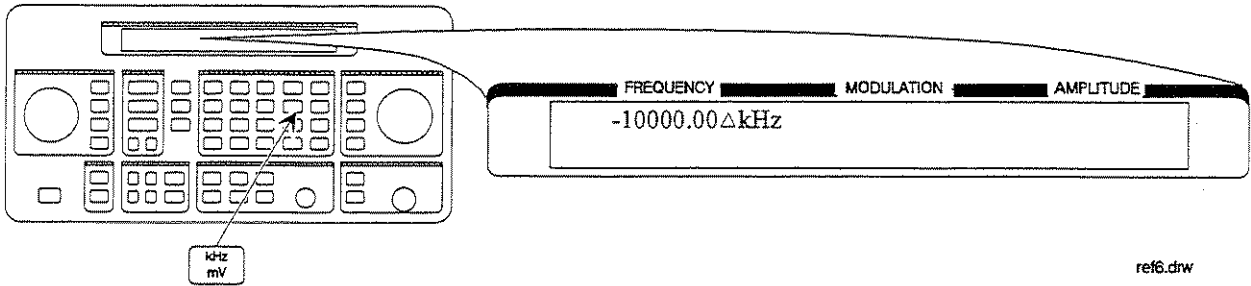 FREQUENCY MODULATION AMPLITUDE
-10000.00△kHz
kHz
mV
ref6.drw